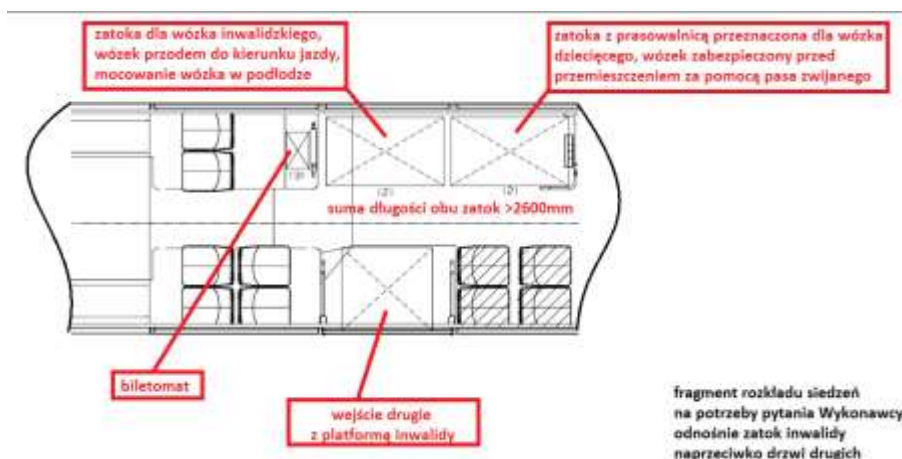 zatoka dla wózka inwalidzkiego,
wózek przodem do kierunku jazdy,
mocowanie wózka w podłodze
zatoka z prasowalnicą przeznaczona dla wózka
dziecięcego, wózek zabezpieczony przed
przemieszczeniem za pomocą pasa zwijanego
suma długości obu zatok >2600mm
biletomat
wejście drugie
z platformą inwalidy
fragment rozkładu siedzeń
na potrzeby pytania Wykonawcy
odnośnie zatok inwalidy
naprzeciwko drzwi drugich